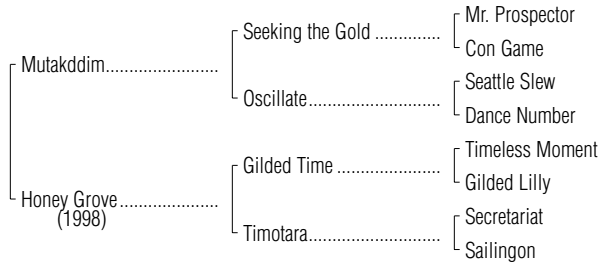 Mr. Prospector
Seeking the Gold ..............
Con Game
Mutakddim.......................
Seattle Slew
Oscillate............................
Dance Number
Timeless Moment
Gilded Time ......................
Gilded Lilly
Honey Grove....................
(1998)
Secretariat
Timotara............................
Sailingon